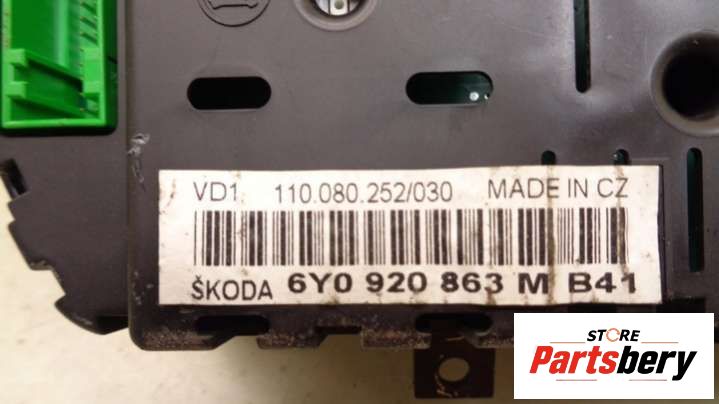 VD1 110.080.252/030 MADE IN CZ
ŠKODA 6Y0 920 863 M B41
STORE
Partsbery